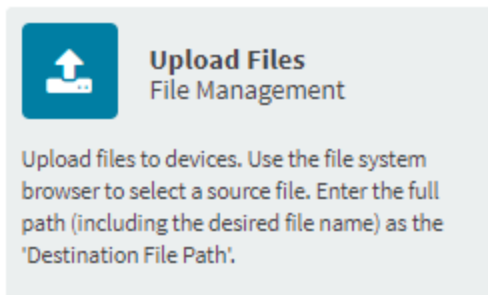 Upload Files
File Management
Upload files to devices. Use the file system
browser to select a source file. Enter the full
path (including the desired file name) as the
'Destination File Path'.